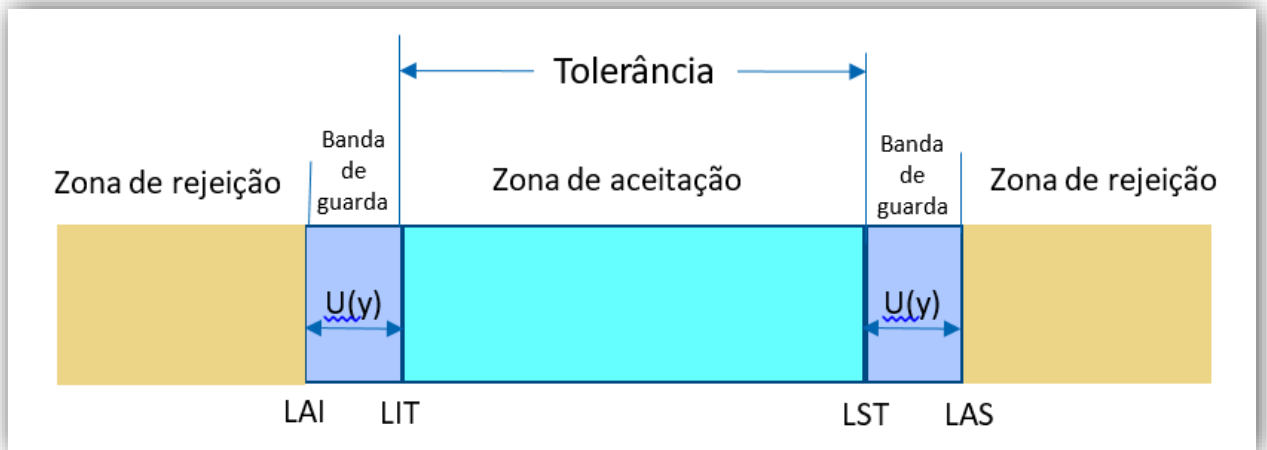 Tolerância
Banda
de
guarda
Banda
de
guarda
Zona de rejeição
Zona de aceitação
Zona de rejeição
U(y)
U(y)
LAI
LIT
LST
LAS